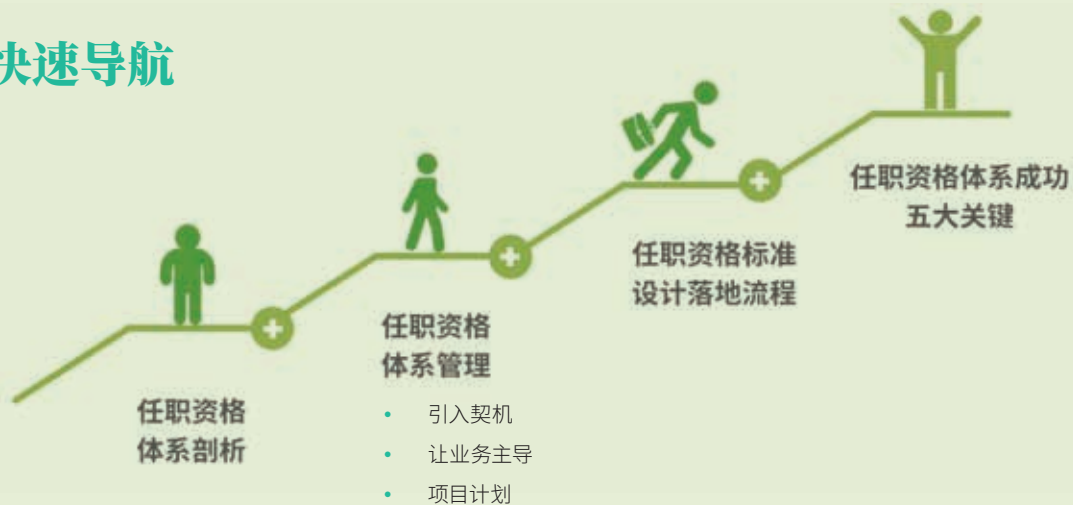 快速导航
任职资格体系成功
五大关键
任职资格标准
设计落地流程
任职资格
体系管理
• 引入契机
• 让业务主导
• 项目计划
任职资格
体系剖析